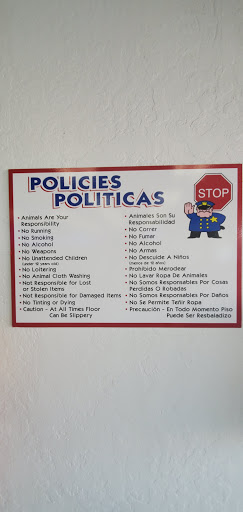 POLICIES
POLITICAS
STOP
• Animals Are Your
Responsibility
• No Running
• No Smoking
• No Alcohol
• No Weapons
• No Unattended Children
(under 12 years old)
• No Loitering
• No Animal Cloth Washing
• Not Responsible for Lost
or Stolen Items
• Not Responsible for Damaged Items
• No Tinting or Dying
• Caution - At All Times Floor
Can Be Slippery
• Animales Son Su
Responsabilidad
• No Correr
• No Fumar
• No Alcohol
• No Armas
• No Descuide A Niños
(menos de 12 años)
• Prohibido Merodear
• No Lavar Ropa De Animales
• No Somos Responsables Por Cosas
Perdidas O Robadas
• No Somos Responsables Por Daños
• No Se Permite Teñir Ropa
• Precaución - En Todo Momento Piso
Puede Ser Resbaladizo